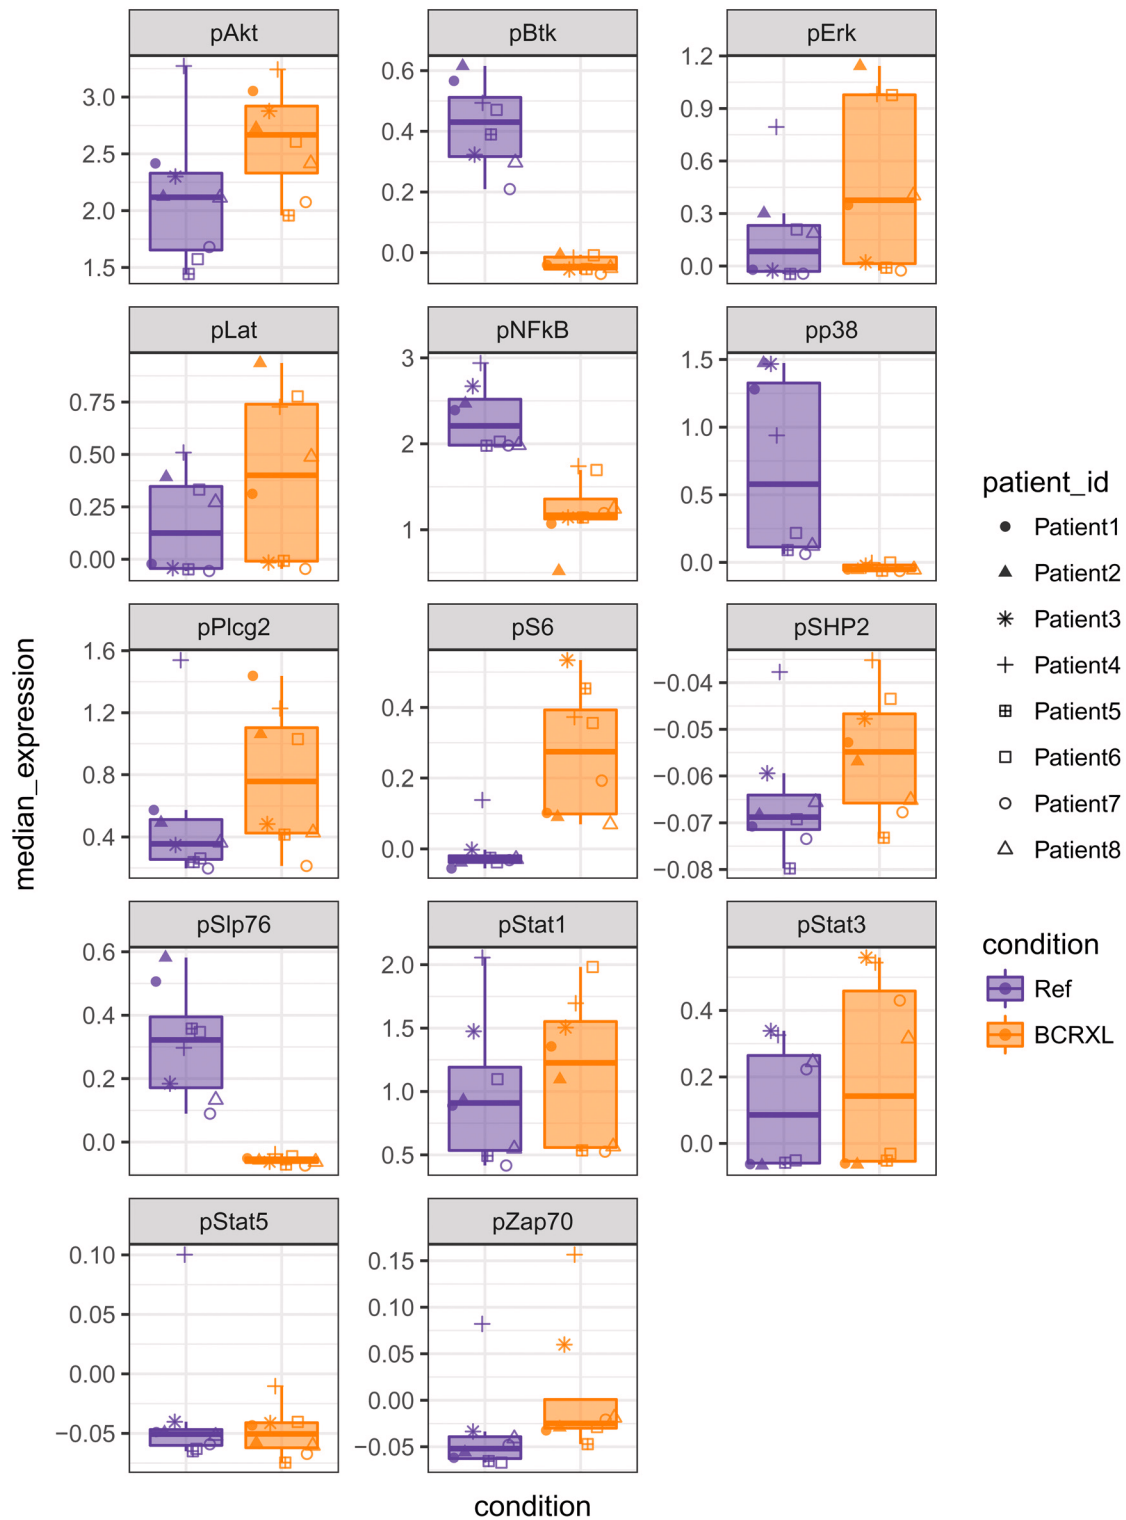 pAkt pBtk pErk
3.0
2.5
2.0
1.5
0.6
0.4
0.2
0.0
1.2
0.9
0.6
0.3
0.0
pLat pNFkB pp38
0.75
0.50
0.25
0.00
3
2
1
1.5
1.0
0.5
0.0
pPlcg2 pS6 pSHP2
1.6
1.2
0.8
0.4
0.4
0.2
0.0
−0.04
−0.05
−0.06
−0.07
−0.08
pSlp76 pStat1 pStat3
0.6
0.4
0.2
0.0
2.0
1.5
1.0
0.5
0.4
0.2
0.0
pStat5 pZap70
0.10
0.05
0.00
−0.05
0.15
0.10
0.05
0.00
−0.05
median_expression
condition
patient_id
Patient1
Patient2
Patient3
Patient4
Patient5
Patient6
Patient7
Patient8
condition
Ref
BCRXL